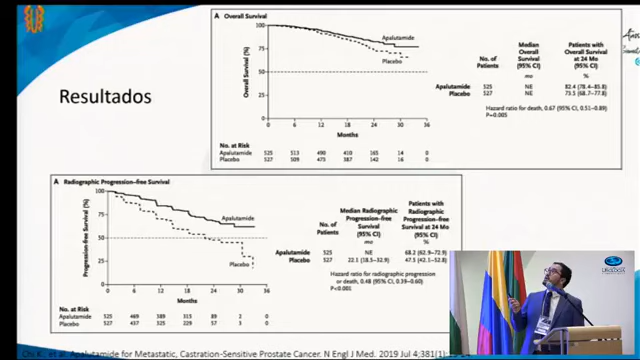 A Overall Survival
Overall Survival (%)
100
75
50
25
0
Apalutamide
Placebo
0 6 12 18 24 30 36
Months
No. at Risk
Apalutamide 525 513 490 410 165 14 0
Placebo 527 509 473 387 142 16 0
No. of Patients
Median Overall Survival (95% CI)
mo
Patients with Overall Survival at 24 Mo (95% CI)
%
Apalutamide 525 NE 82.4 (78.4–85.8)
Placebo 527 NE 73.5 (68.7–77.8)
Hazard ratio for death, 0.67 (95% CI, 0.51–0.89)
P=0.005
Resultados
A Radiographic Progression-free Survival
Progression-free Survival (%)
100
75
50
25
0
Apalutamide
Placebo
0 6 12 18 24 30 36
Months
No. at Risk
Apalutamide 525 469 389 313 89 2 0
Placebo 527 437 325 229 57 3 0
No. of Patients
Median Radiographic Progression-free Survival (95% CI)
mo
Patients with Radiographic Progression-free Survival at 24 Mo (95% CI)
%
Apalutamide 525 NE 68.2 (62.9–72.9)
Placebo 527 22.1 (18.5–32.9) 47.5 (42.1–52.8)
Hazard ratio for radiographic progression
or death, 0.48 (95% CI, 0.39–0.60)
P<0.001
Chi K., et al. Apalutamide for Metastatic, Castration-Sensitive Prostate Cancer. N Engl J Med. 2019 Jul 4;381(1):